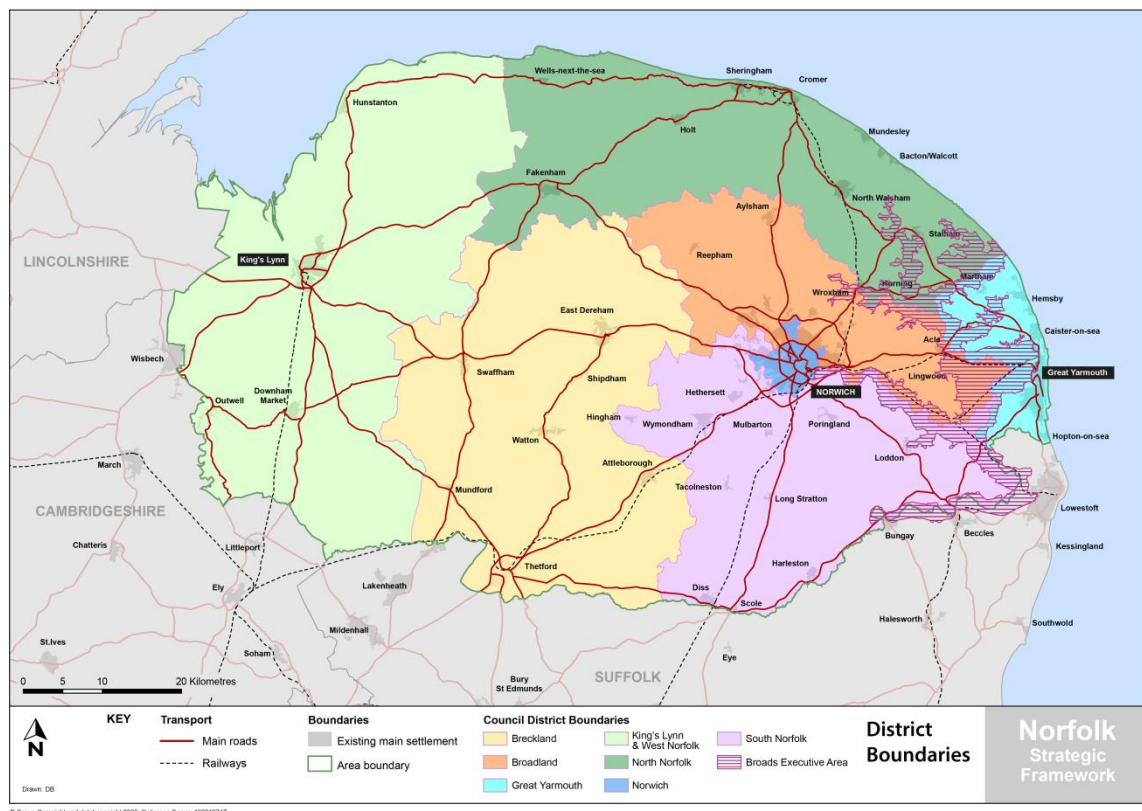 Wells-next-the-sea
Sheringham
Cromer
Hunstanton
Holt
Mundesley
Bacton/Walcott
Fakenham
North Walsham
Aylsham
Stalham
Reepham
LINCOLNSHIRE
King's Lynn
Martham
Horning
Wroxham
Hemsby
East Dereham
Caister-on-sea
Acle
Wisbech
Swaffham
Shipdham
Lingwood
Great Yarmouth
Outwell
Downham
Market
Hethersett
NORWICH
Hingham
Wymondham
Mulbarton
Poringland
Watton
Hopton-on-sea
March
Attleborough
Loddon
Mundford
Tacolneston
Long Stratton
CAMBRIDGESHIRE
Lowestoft
Chatteris
Littleport
Bungay
Beccles
Kessingland
Thetford
Harleston
Ely
Lakenheath
Diss
Scole
Mildenhall
Halesworth
Southwold
St.Ives
Soham
Eye
SUFFOLK
Bury
St Edmunds
0 5 10 20 Kilometres
KEY
Transport
Main roads
Railways
Boundaries
Existing main settlement
Area boundary
Council District Boundaries
Breckland
Broadland
Great Yarmouth
King's Lynn
& West Norfolk
North Norfolk
Norwich
South Norfolk
Broads Executive Area
District
Boundaries
Norfolk
Strategic
Framework
N
Drawn: DB